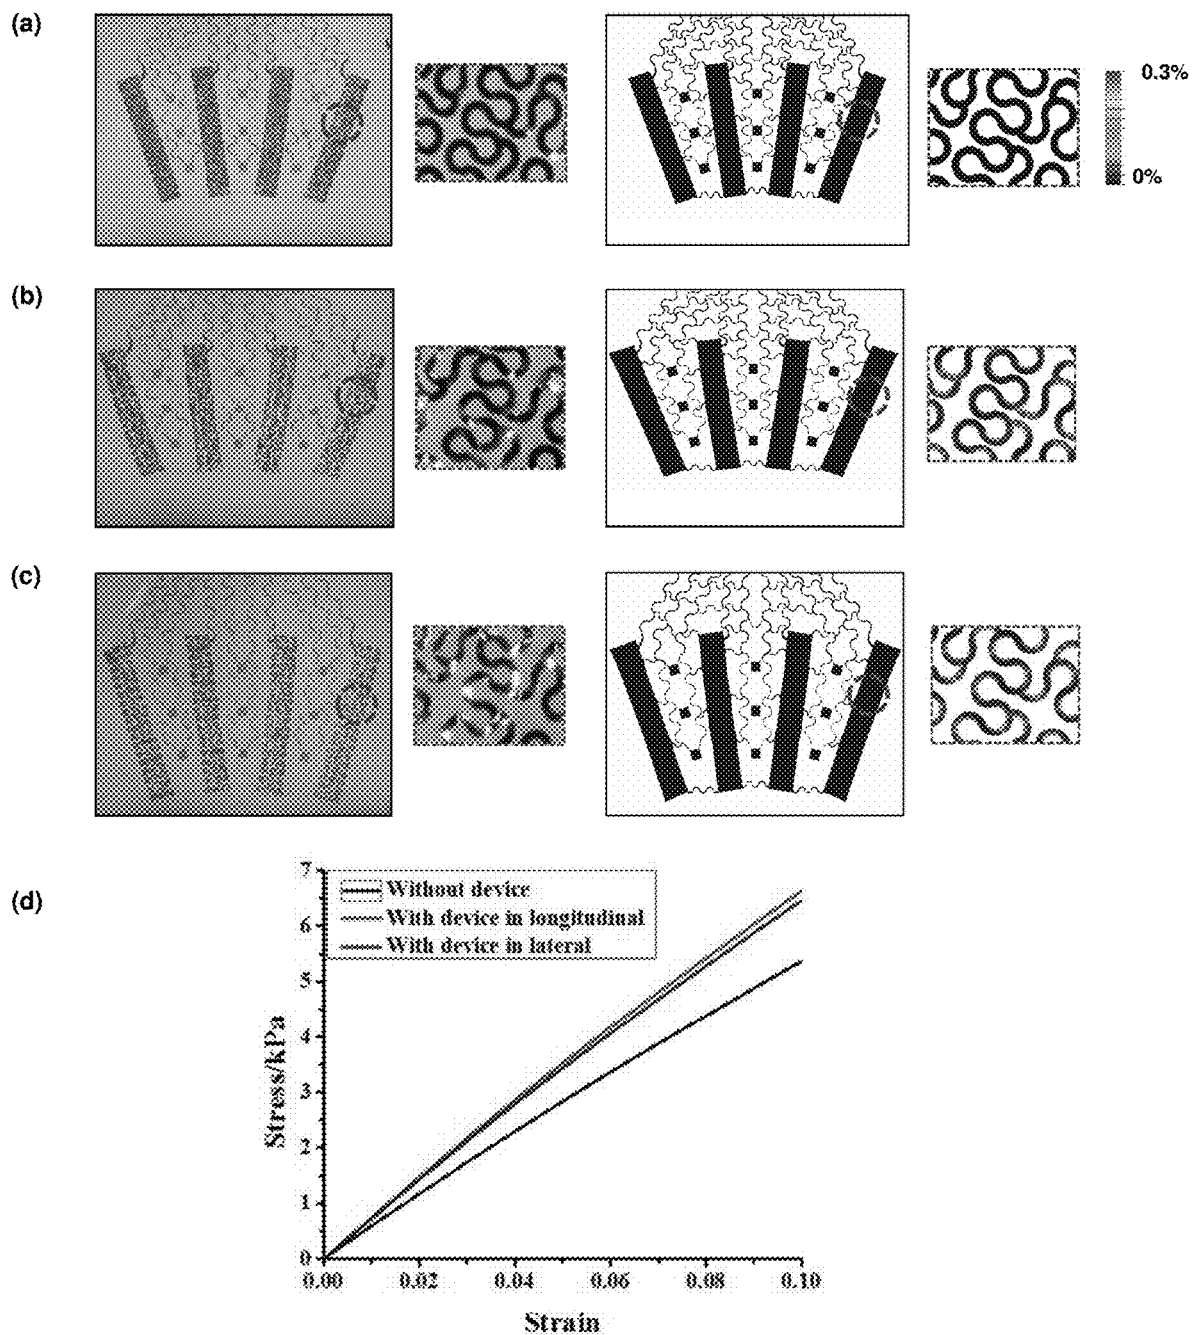 (a)
0.3%
0%
(b)
(c)
(d)
Without device
With device in longitudinal
With device in lateral
7
6
5
4
3
2
1
0
Stress/kPa
0.00 0.02 0.04 0.06 0.08 0.10
Strain